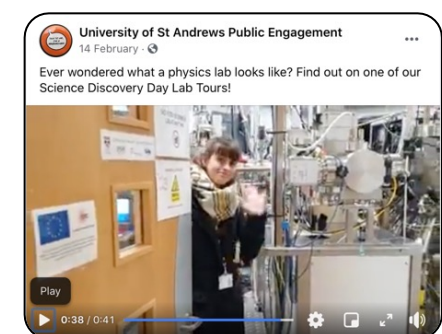 University of St Andrews Public Engagement
14 February ·
Ever wondered what a physics lab looks like? Find out on one of our
Science Discovery Day Lab Tours!
Play
0:38 / 0:41